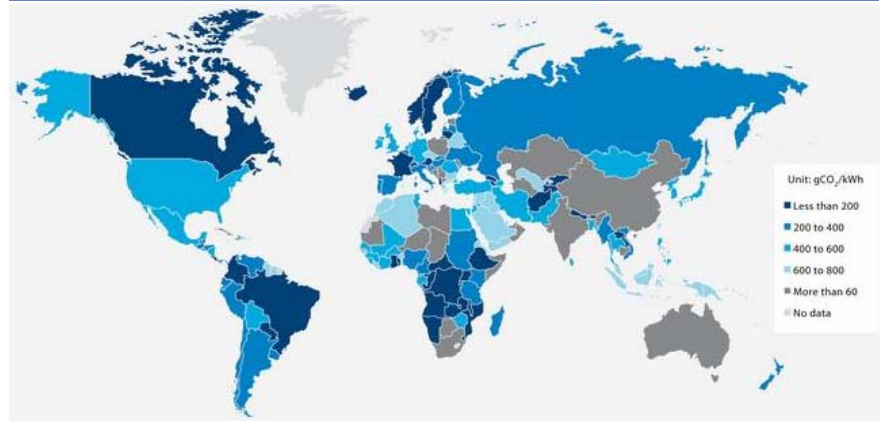 Unit: gCO₂/kWh
Less than 200
200 to 400
400 to 600
600 to 800
More than 60
No data